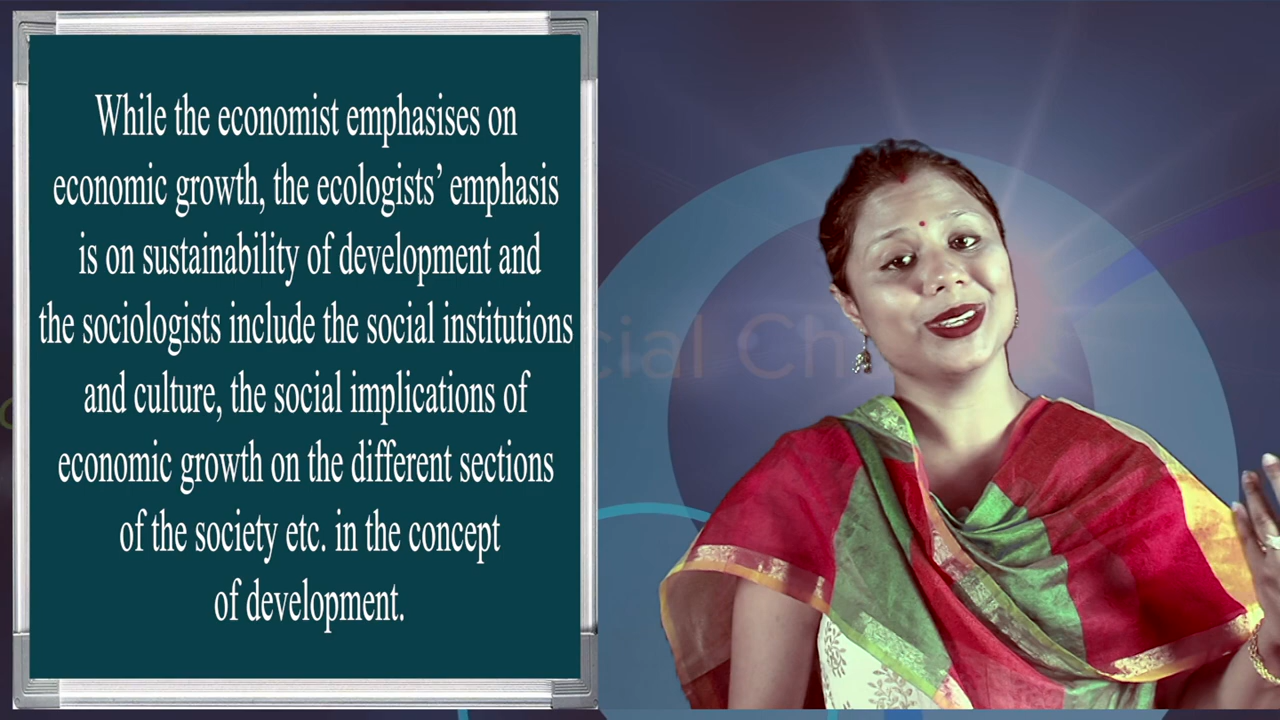 While the economist emphasises on
economic growth, the ecologists’ emphasis
is on sustainability of development and
the sociologists include the social institutions
and culture, the social implications of
economic growth on the different sections
of the society etc. in the concept
of development.
cial Ch